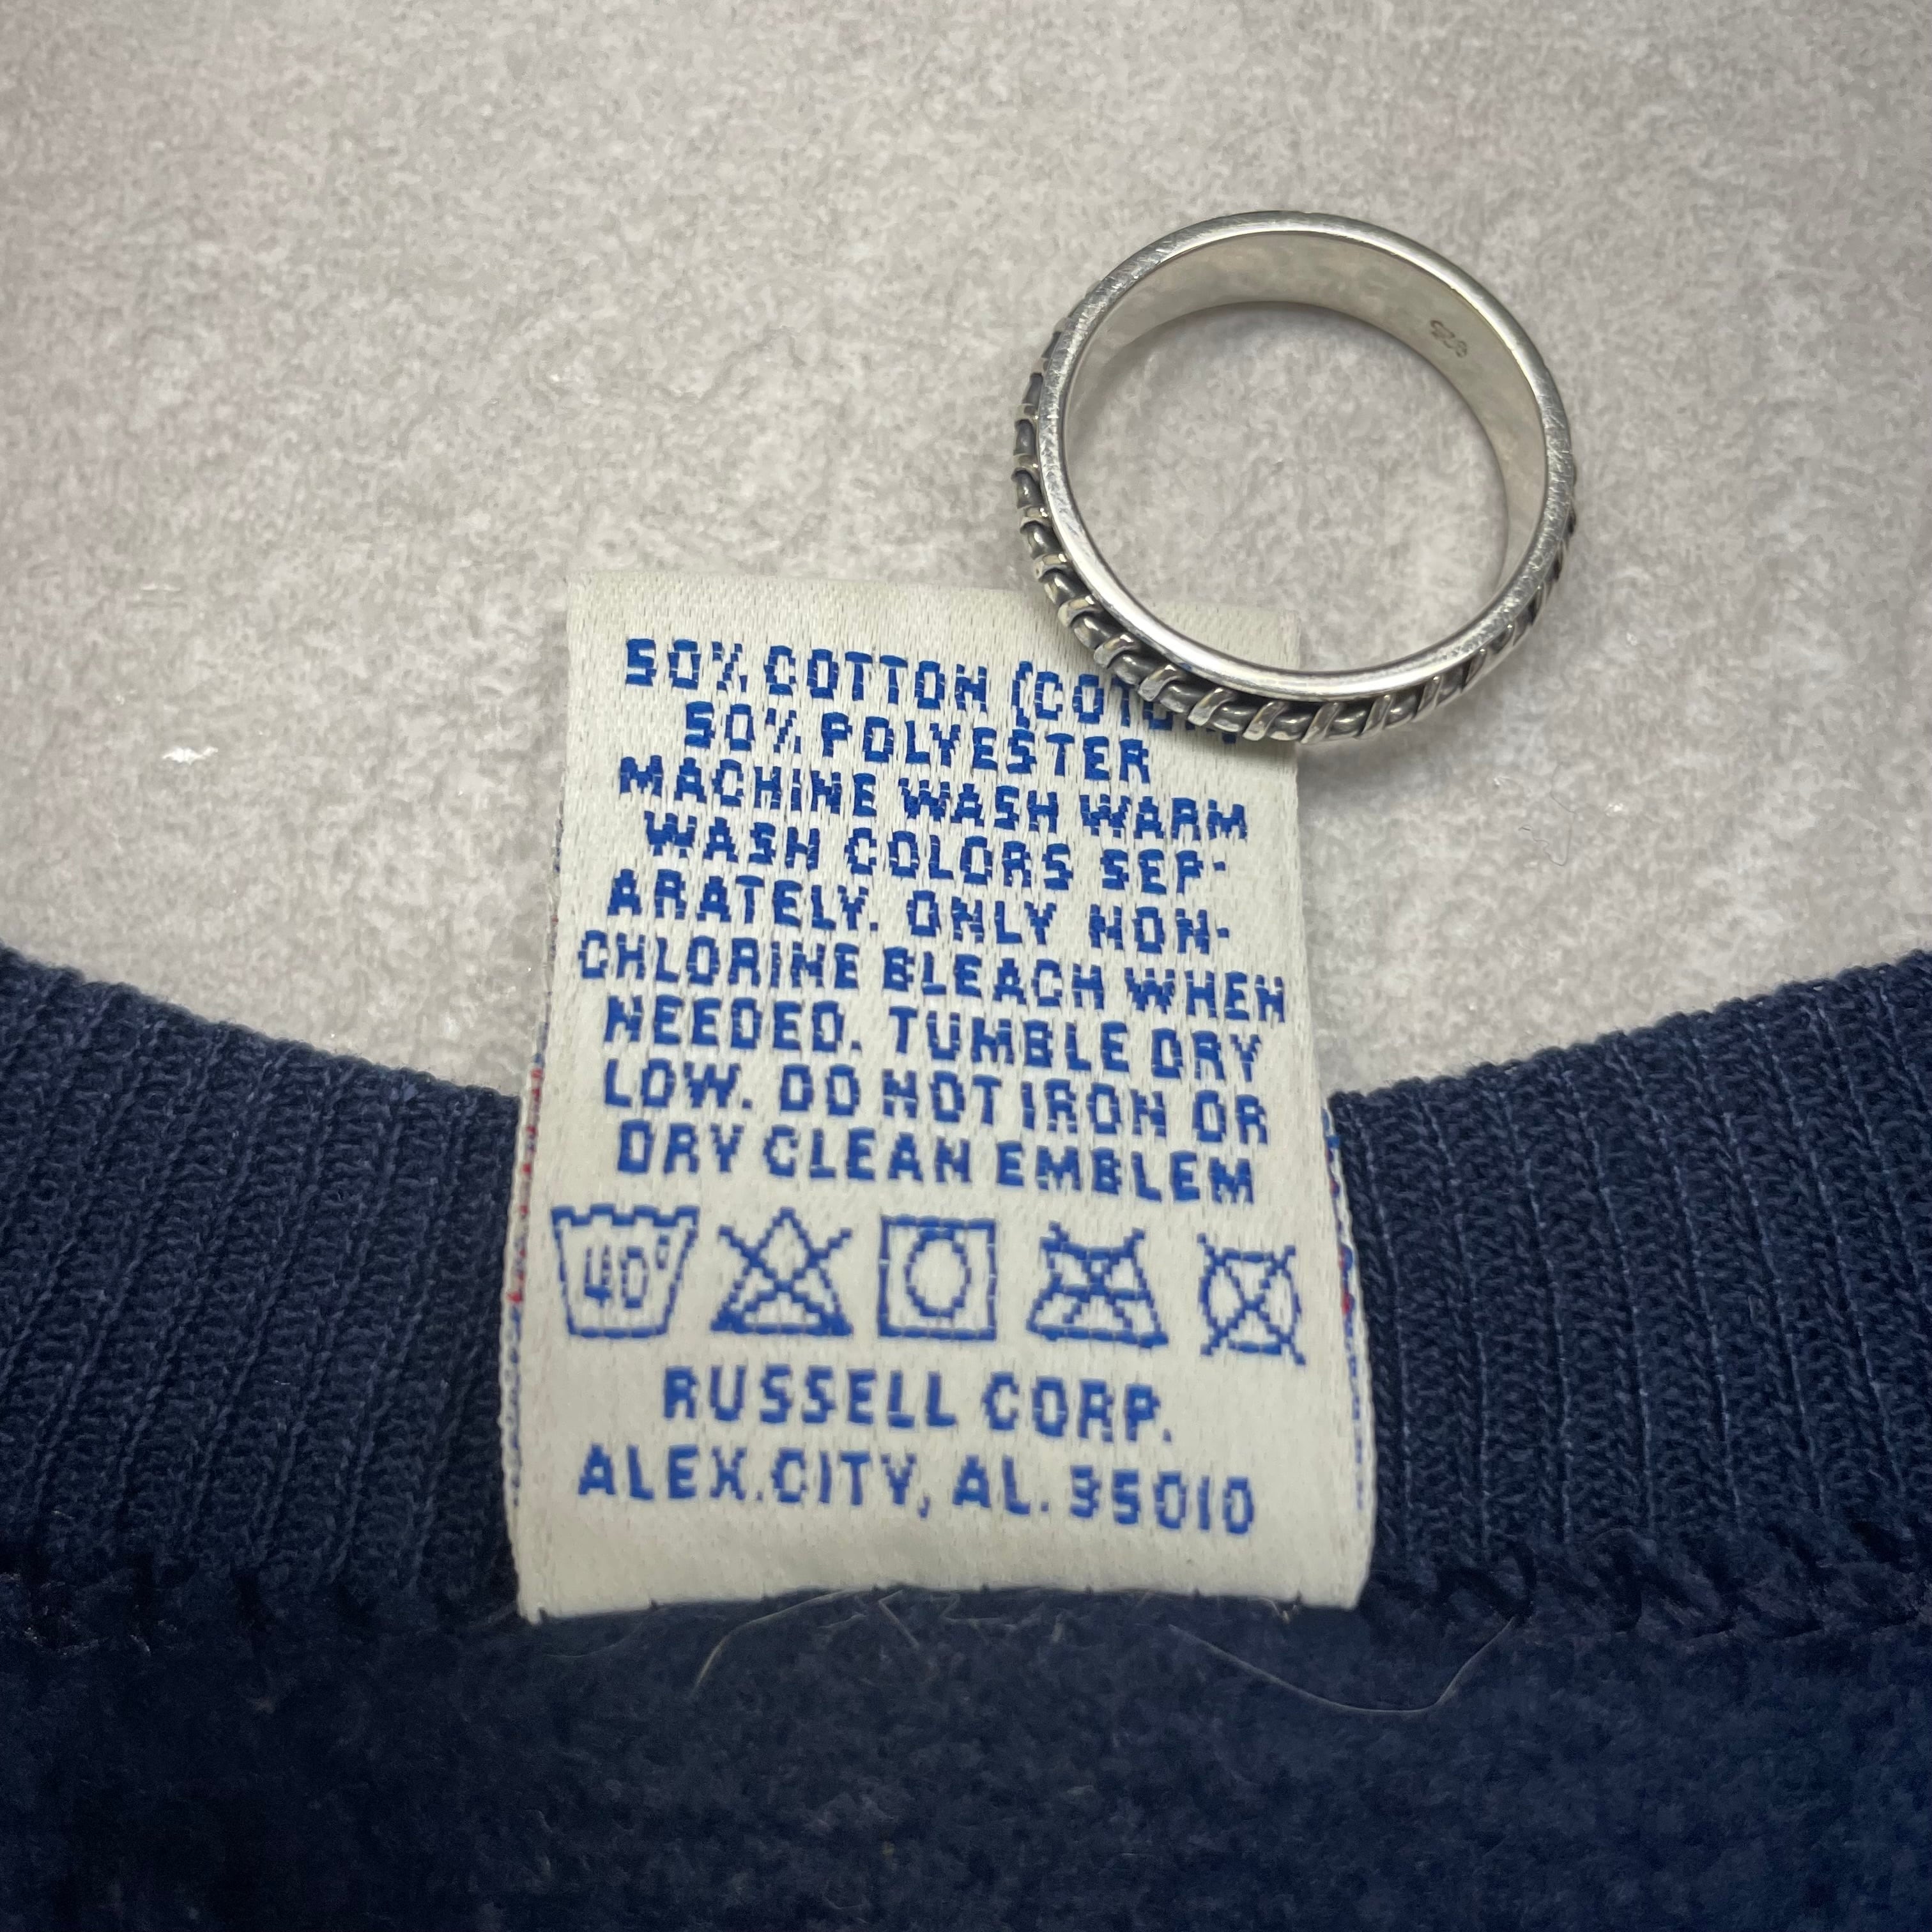 50% COTTON
50% POLYESTER
MACHINE WASH WARM
WASH COLORS SEP-
ARATELY. ONLY NON-
CHLORINE BLEACH WHEN
NEEDED. TUMBLE DRY
LOW. DO NOT IRON OR
DRY CLEAN EMBLEM
40°
RUSSELL CORP.
ALEX.CITY, AL. 35010